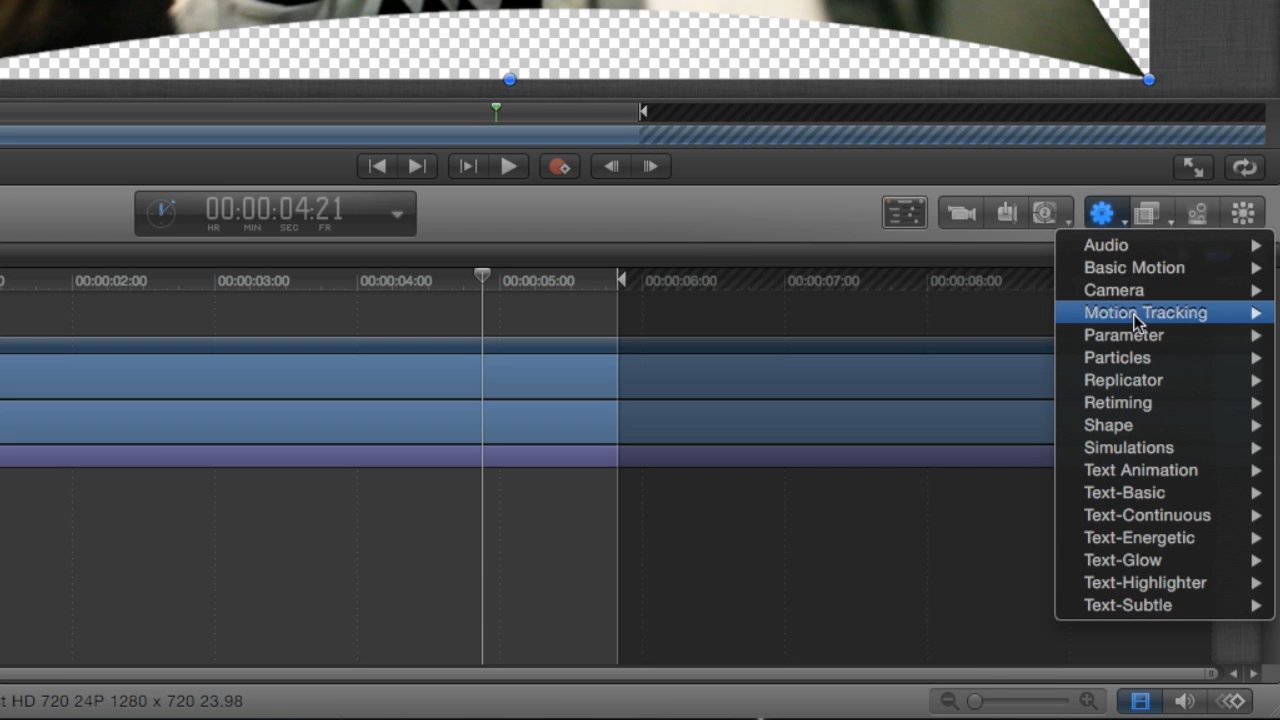 00:00:04:21
HR MIN SEC FR
00:00:02:00 00:00:03:00 00:00:04:00 00:00:05:00 00:00:06:00 00:00:07:00 00:00:08:00
Audio
Basic Motion
Camera
Motion Tracking
Parameter
Particles
Replicator
Retiming
Shape
Simulations
Text Animation
Text-Basic
Text-Continuous
Text-Energetic
Text-Glow
Text-Highlighter
Text-Subtle
t HD 720 24P 1280 x 720 23.98